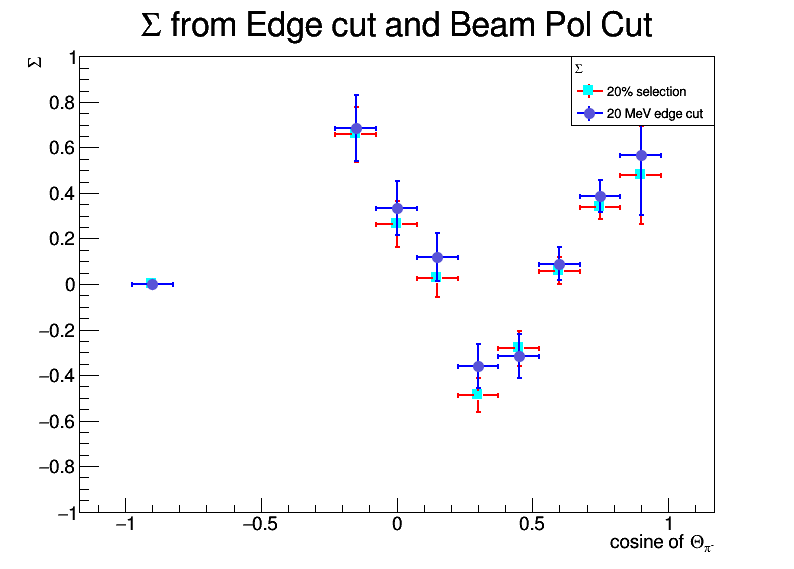 Σ from Edge cut and Beam Pol Cut
Σ
Σ
20% selection
20 MeV edge cut
1
0.8
0.6
0.4
0.2
0
−0.2
−0.4
−0.6
−0.8
−1
−1 −0.5 0 0.5 1
cosine of Θπ-